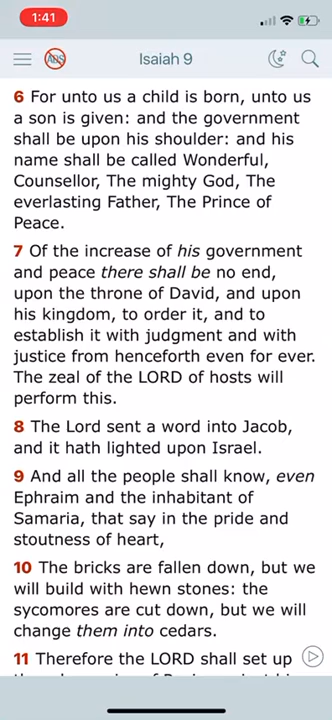 1:41
ADS
Isaiah 9
6 For unto us a child is born, unto us
a son is given: and the government
shall be upon his shoulder: and his
name shall be called Wonderful,
Counsellor, The mighty God, The
everlasting Father, The Prince of
Peace.
7 Of the increase of his government
and peace there shall be no end,
upon the throne of David, and upon
his kingdom, to order it, and to
establish it with judgment and with
justice from henceforth even for ever.
The zeal of the LORD of hosts will
perform this.
8 The Lord sent a word into Jacob,
and it hath lighted upon Israel.
9 And all the people shall know, even
Ephraim and the inhabitant of
Samaria, that say in the pride and
stoutness of heart,
10 The bricks are fallen down, but we
will build with hewn stones: the
sycomores are cut down, but we will
change them into cedars.
11 Therefore the LORD shall set up